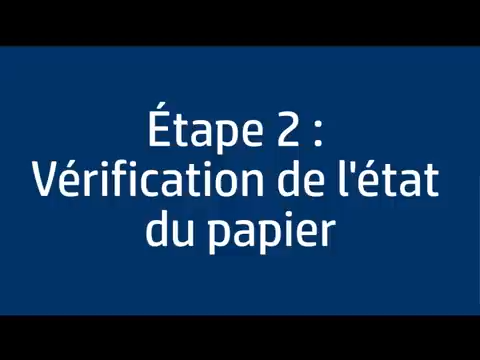 Étape 2 :
Vérification de l'état
du papier